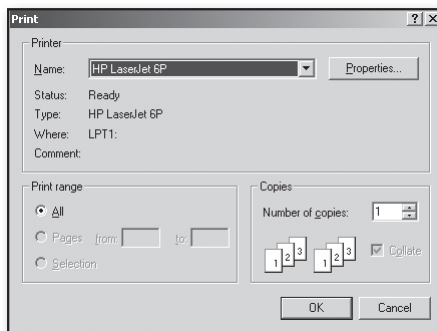 Print
Printer
Name: HP LaserJet 6P Properties...
Status: Ready
Type: HP LaserJet 6P
Where: LPT1:
Comment:
Print range
All
Pages from: to:
Selection
Copies
Number of copies: 1
1 2 3 1 2 3 Collate
OK Cancel